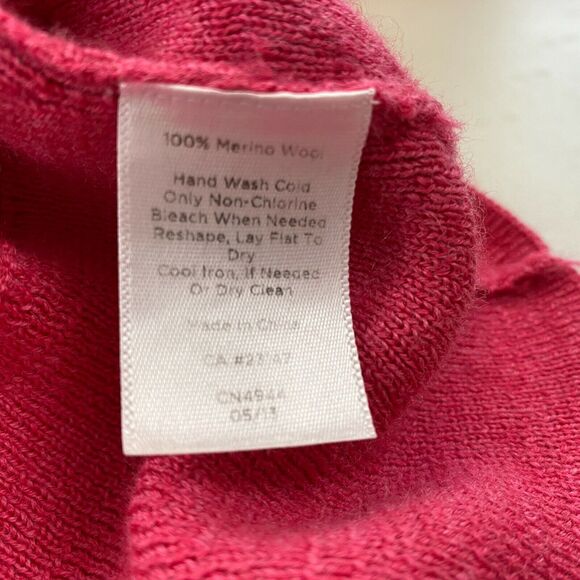 100% Merino Wool
Hand Wash Cold
Only Non-Chlorine
Bleach When Needed
Reshape, Lay Flat To
Dry
Cool Iron, If Needed
Or Dry Clean
Made in China
CA
CN4944
05/13